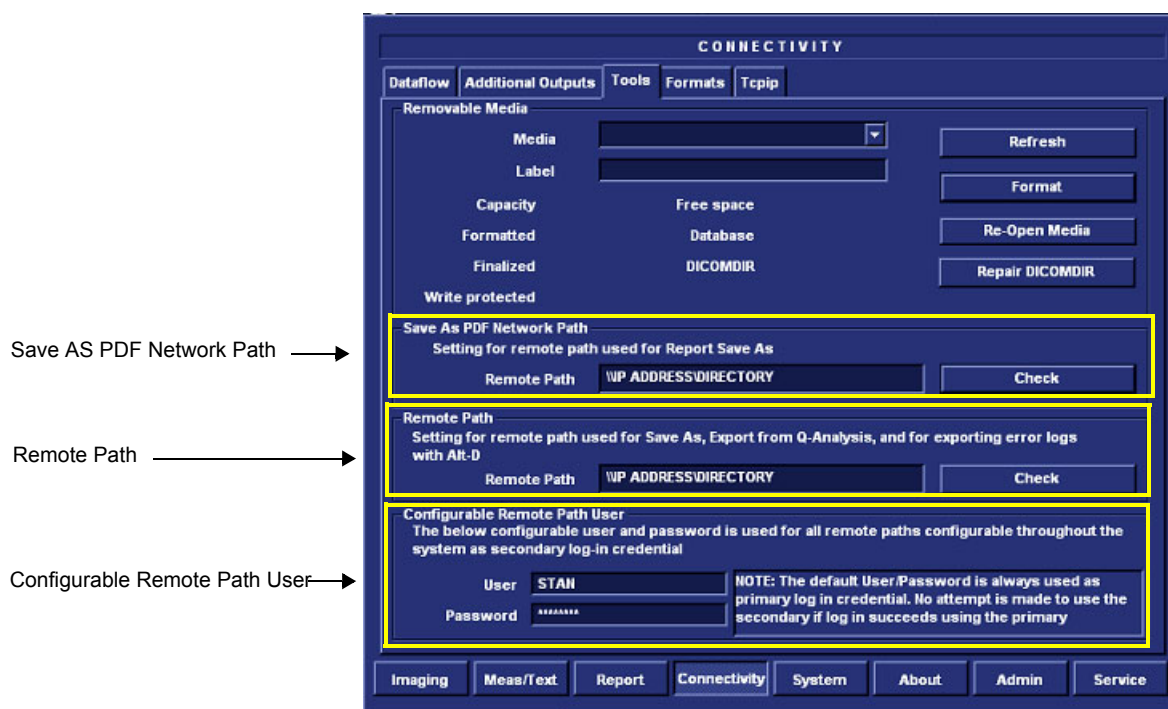 CONNECTIVITY
Dataflow Additional Outputs Tools Formats Tcpip
Removable Media
Media Refresh
Label Format
Capacity Free space
Formatted Database Re-Open Media
Finalized DICOMDIR Repair DICOMDIR
Write protected
Save As PDF Network Path
Setting for remote path used for Report Save As
Save AS PDF Network Path
Remote Path \\IP ADDRESS\DIRECTORY Check
Remote Path
Setting for remote path used for Save As, Export from Q-Analysis, and for exporting error logs
with Alt-D
Remote Path
Remote Path \\IP ADDRESS\DIRECTORY Check
Configurable Remote Path User
The below configurable user and password is used for all remote paths configurable throughout the
system as secondary log-in credential
Configurable Remote Path User
User STAN
Password ********
NOTE: The default User/Password is always used as
primary log in credential. No attempt is made to use the
secondary if log in succeeds using the primary
Imaging Meas/Text Report Connectivity System About Admin Service